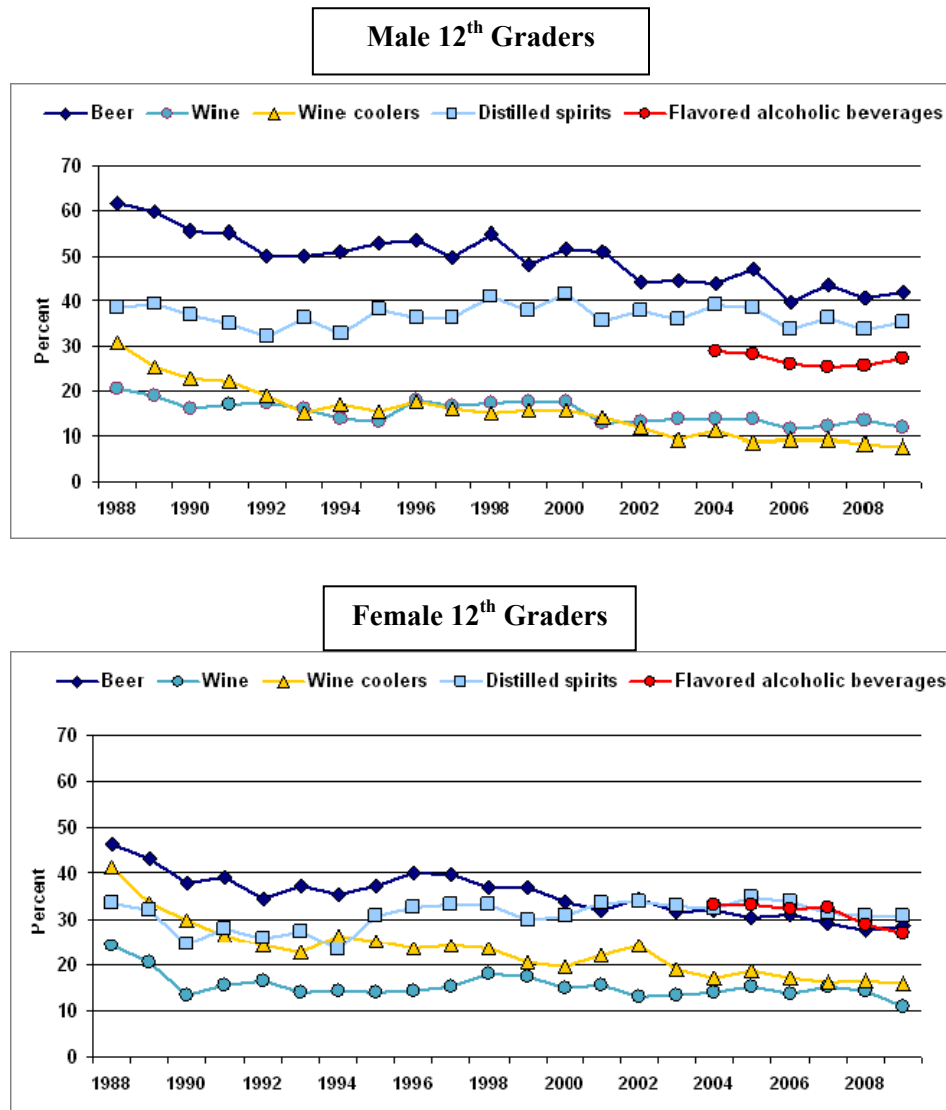 Male 12th Graders
Beer Wine Wine coolers Distilled spirits Flavored alcoholic beverages
70
60
50
40
30
20
10
0
Percent
1988 1990 1992 1994 1996 1998 2000 2002 2004 2006 2008
Female 12th Graders
Beer Wine Wine coolers Distilled spirits Flavored alcoholic beverages
70
60
50
40
30
20
10
0
Percent
1988 1990 1992 1994 1996 1998 2000 2002 2004 2006 2008